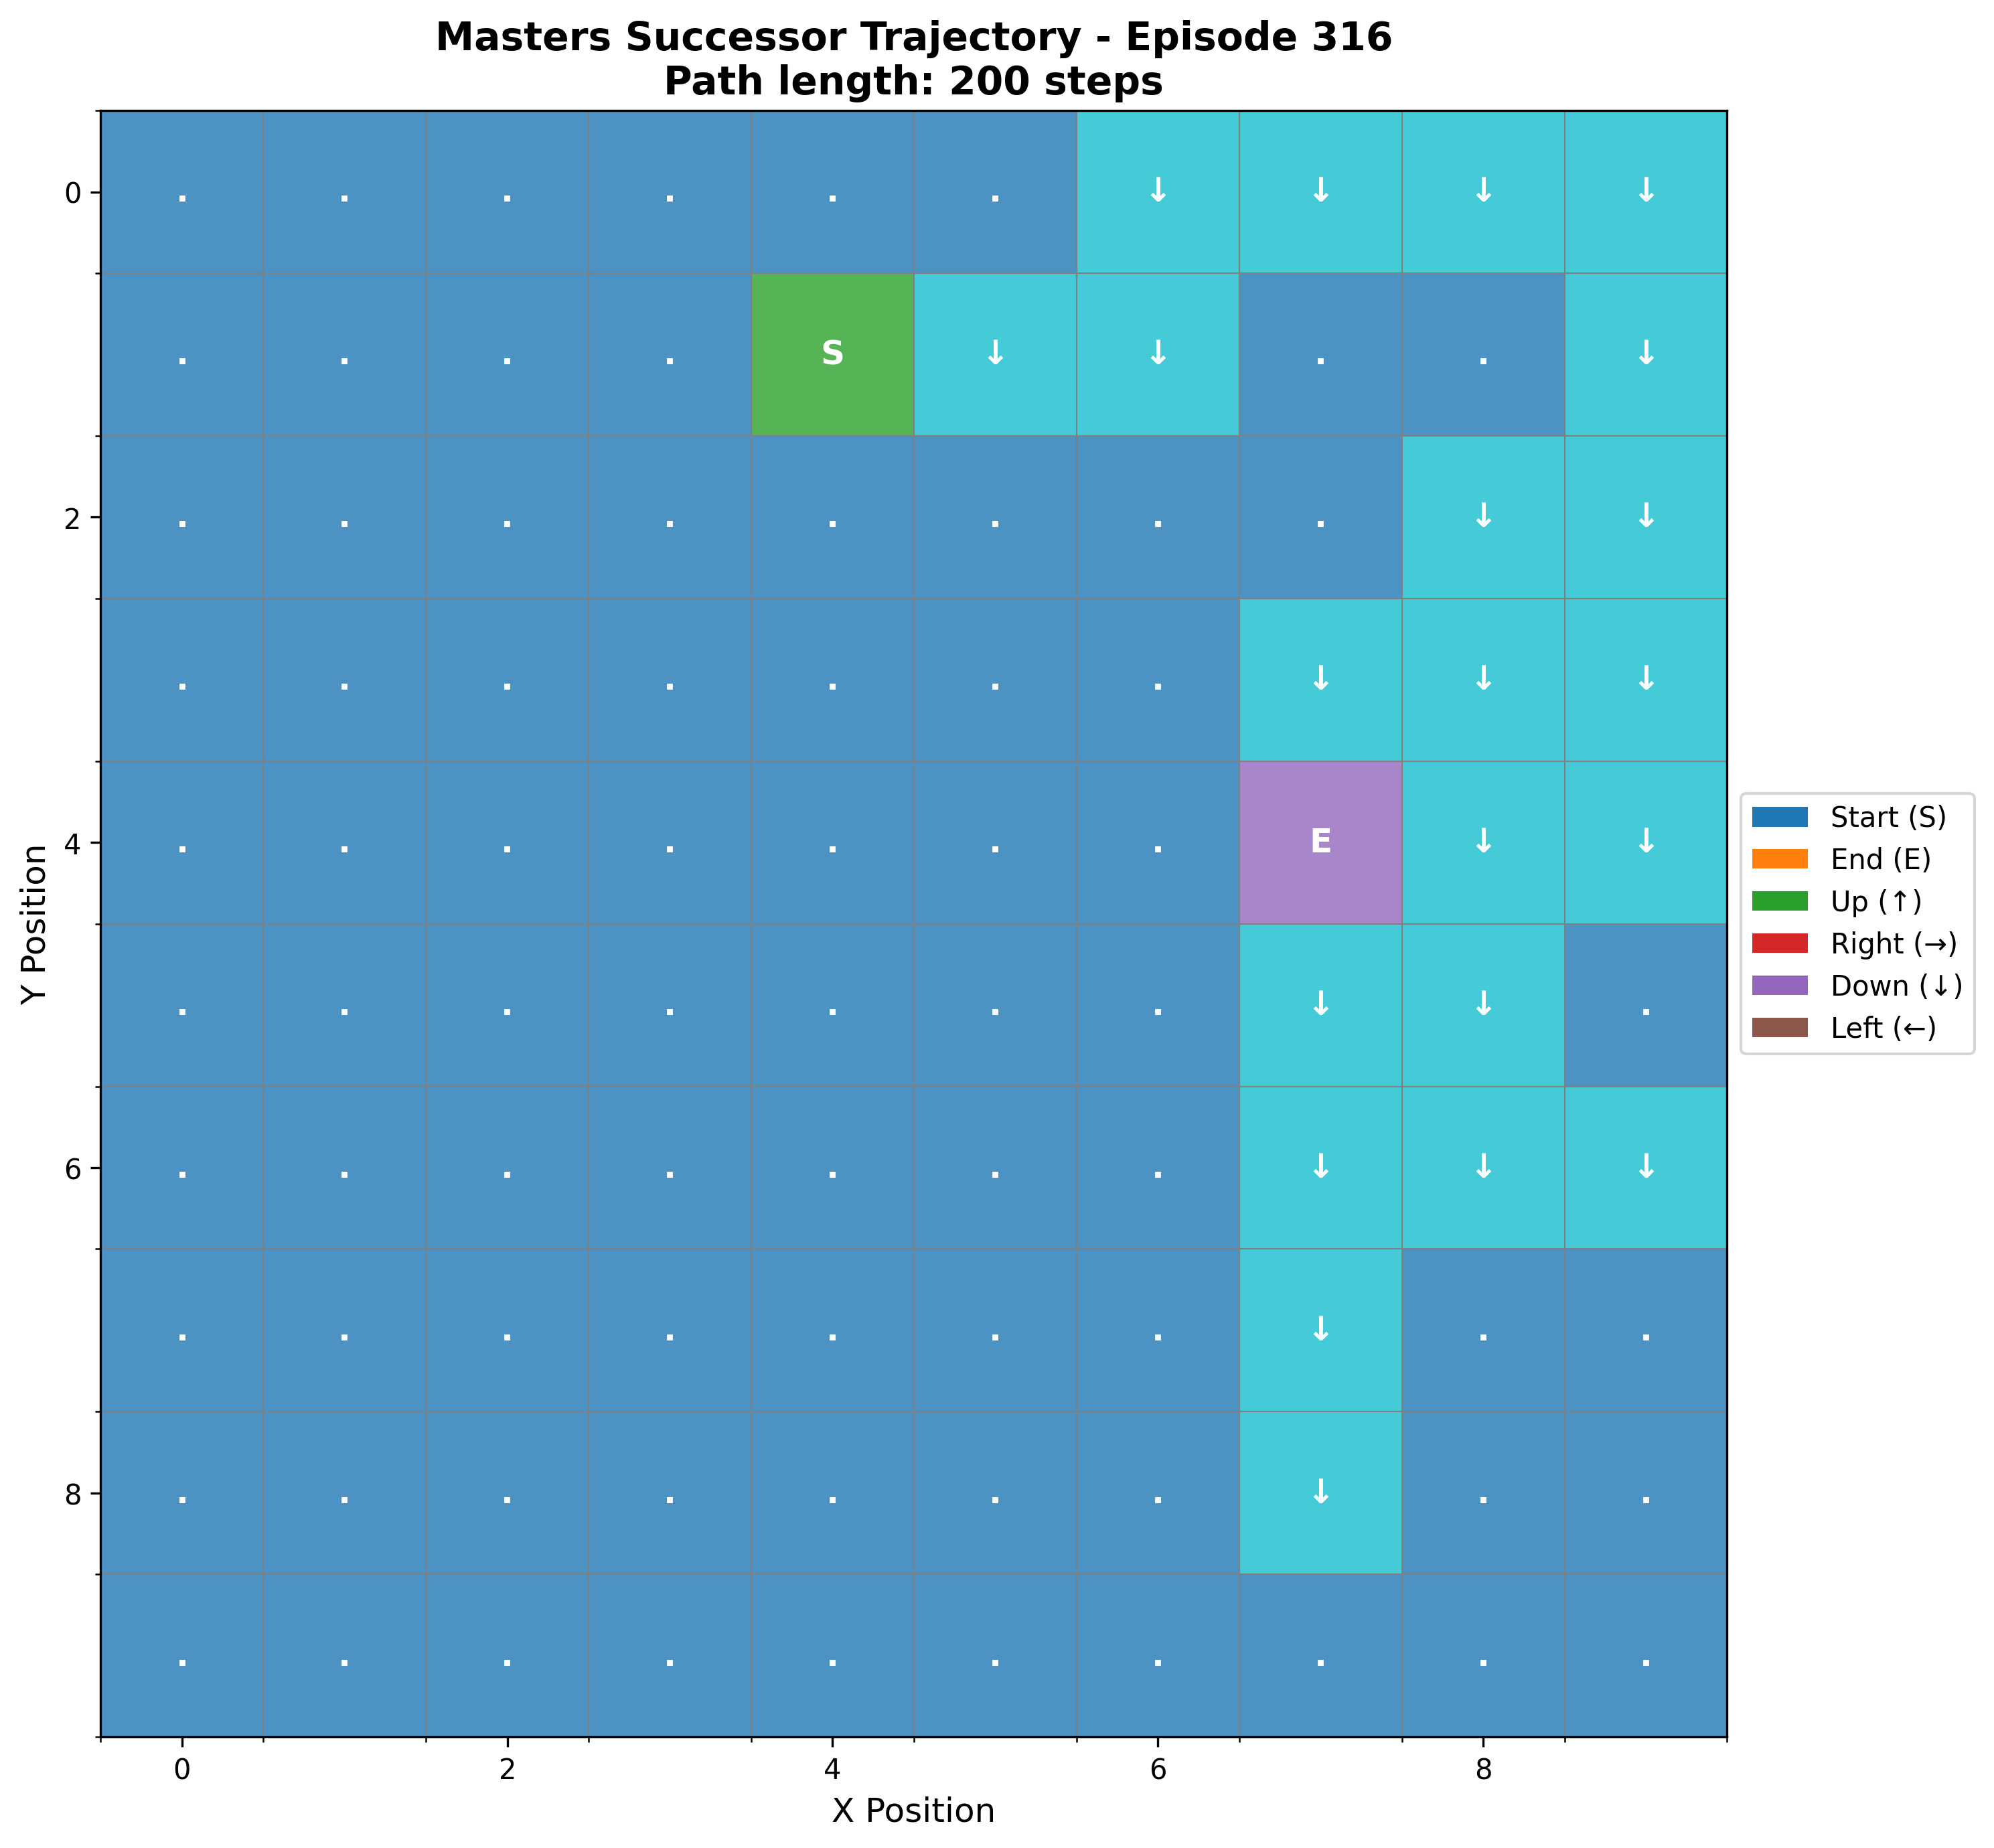 Masters Successor Trajectory - Episode 316
Path length: 200 steps
0 . . . . . . ↓ ↓ ↓ ↓
. . . . S ↓ ↓ . . ↓
2 . . . . . . . . ↓ ↓
. . . . . . . ↓ ↓ ↓
4 . . . . . . . E ↓ ↓
. . . . . . . ↓ ↓ .
6 . . . . . . . ↓ ↓ ↓
. . . . . . . ↓ . .
8 . . . . . . . ↓ . .
. . . . . . . . . .
0 2 4 6 8
X Position
Y Position
Start (S)
End (E)
Up (↑)
Right (→)
Down (↓)
Left (←)